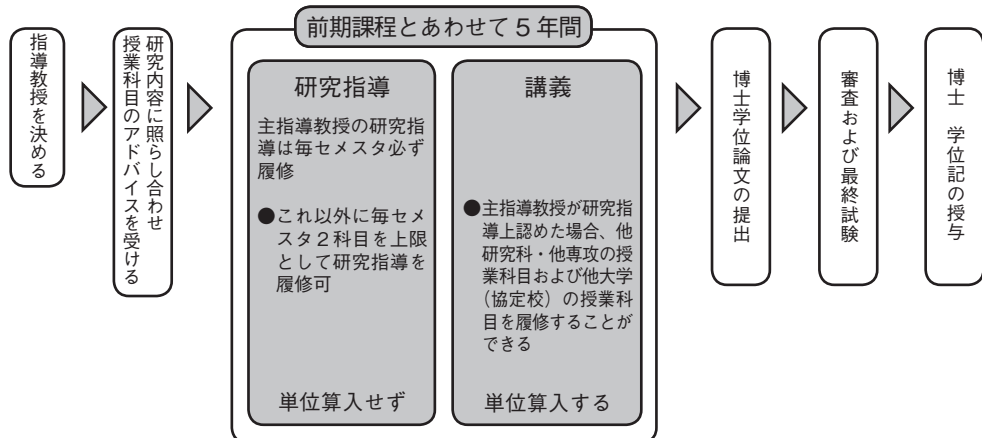 前期課程とあわせて5年間
指導教授を決める
研究内容に照らし合わせ
授業科目のアドバイスを受ける
研究指導
主指導教授の研究指
導は毎セメスタ必ず
履修
●これ以外に毎セメ
スタ2科目を上限
として研究指導を
履修可
単位算入せず
講義
●主指導教授が研究指
導上認めた場合、他
研究科・他専攻の授
業科目および他大学
(協定校)の授業科
目を履修することが
できる
単位算入する
博士学位論文の提出
審査および最終試験
博士 学位記の授与